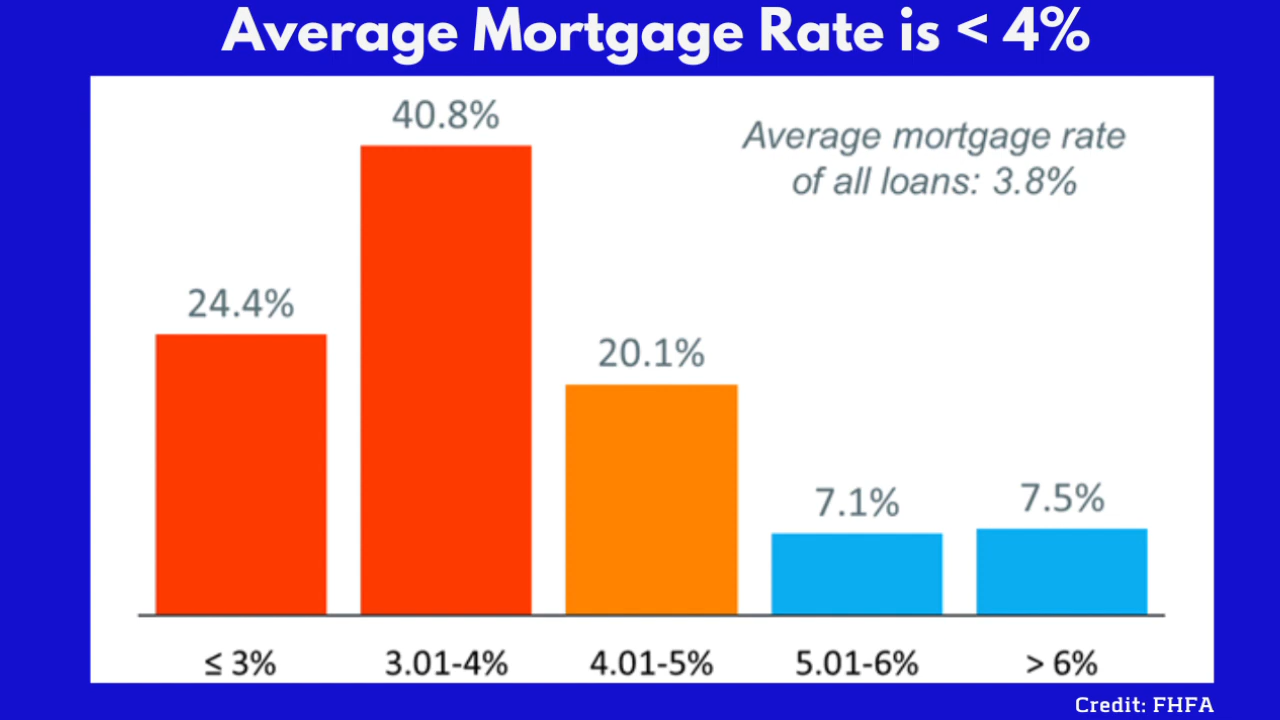 Average Mortgage Rate is < 4%
Average mortgage rate
of all loans: 3.8%
24.4%
40.8%
20.1%
7.1%
7.5%
≤ 3%
3.01-4%
4.01-5%
5.01-6%
> 6%
Credit: FHFA